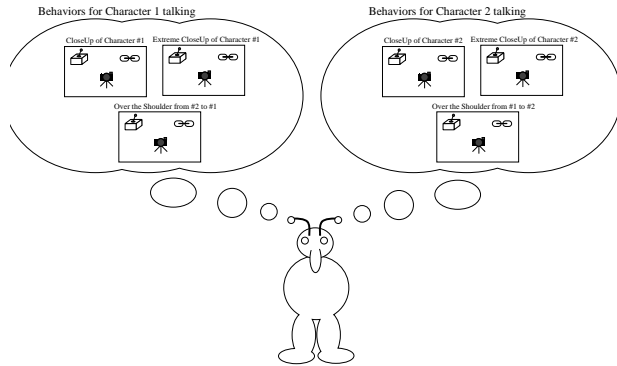 Behaviors for Character 1 talking
CloseUp of Character #1
Extreme CloseUp of Character #1
Over the Shoulder from #2 to #1
Behaviors for Character 2 talking
CloseUp of Character #2
Extreme CloseUp of Character #2
Over the Shoulder from #1 to #2